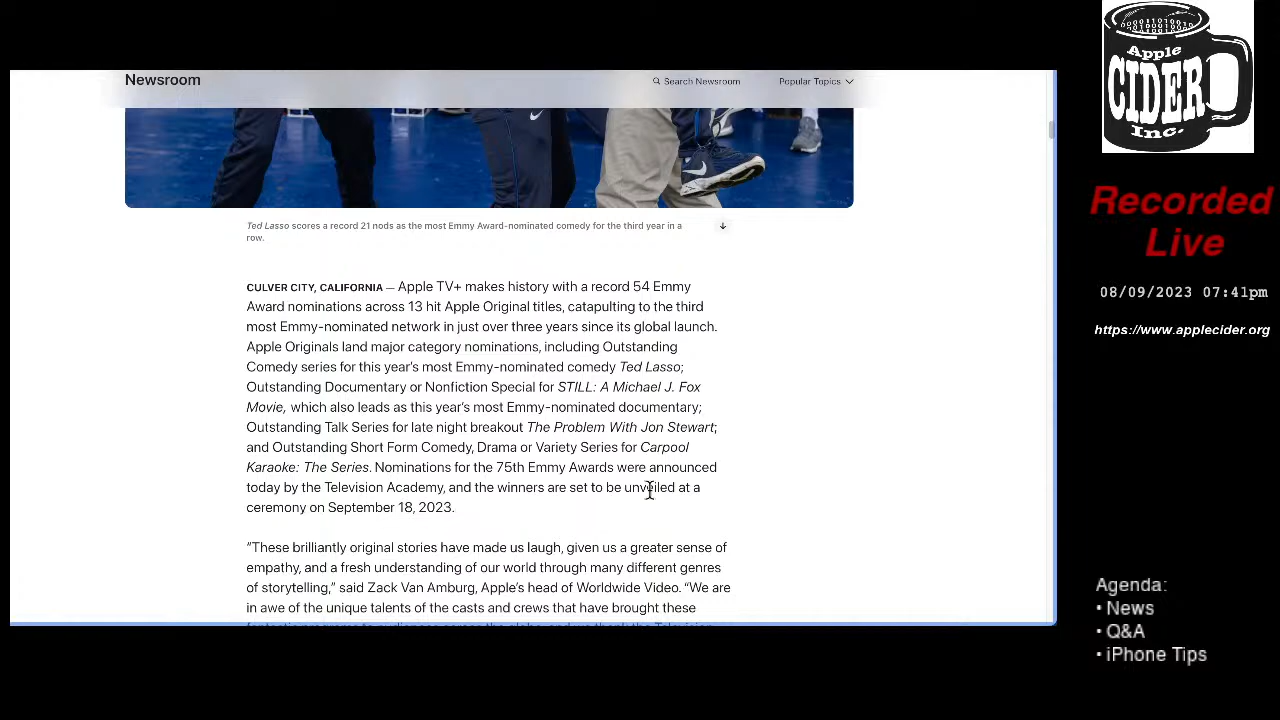 Newsroom
Search Newsroom
Popular Topics
Ted Lasso scores a record 21 nods as the most Emmy Award-nominated comedy for the third year in a
row.
CULVER CITY, CALIFORNIA — Apple TV+ makes history with a record 54 Emmy
Award nominations across 13 hit Apple Original titles, catapulting to the third
most Emmy-nominated network in just over three years since its global launch.
Apple Originals land major category nominations, including Outstanding
Comedy series for this year’s most Emmy-nominated comedy Ted Lasso;
Outstanding Documentary or Nonfiction Special for STILL: A Michael J. Fox
Movie, which also leads as this year’s most Emmy-nominated documentary;
Outstanding Talk Series for late night breakout The Problem With Jon Stewart;
and Outstanding Short Form Comedy, Drama or Variety Series for Carpool
Karaoke: The Series. Nominations for the 75th Emmy Awards were announced
today by the Television Academy, and the winners are set to be unveiled at a
ceremony on September 18, 2023.
“These brilliantly original stories have made us laugh, given us a greater sense of
empathy, and a fresh understanding of our world through many different genres
of storytelling,” said Zack Van Amburg, Apple’s head of Worldwide Video. “We are
in awe of the unique talents of the casts and crews that have brought these
Apple
CIDER
Inc.
Recorded
Live
08/09/2023 07:41pm
https://www.applecider.org
Agenda:
• News
• Q&A
• iPhone Tips